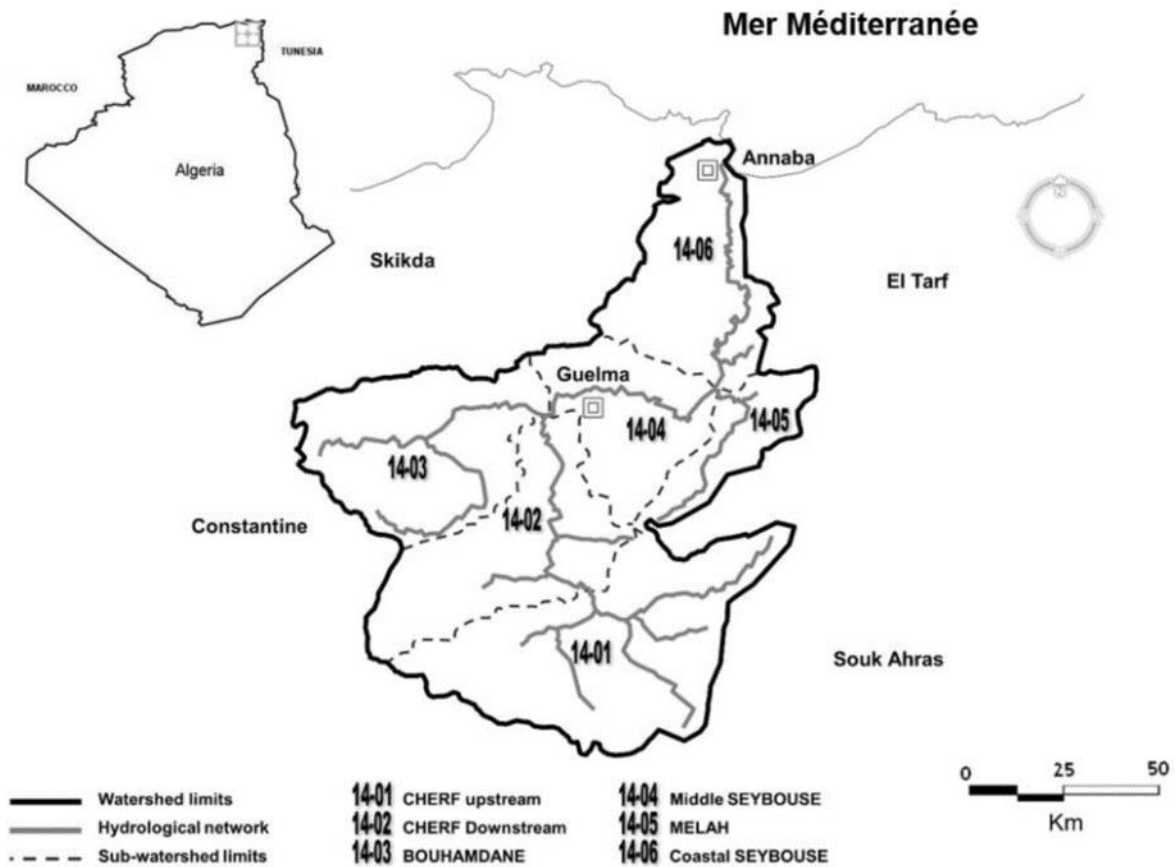 Mer Méditerranée
TUNESIA
MAROCCO
Algeria
Annaba
14-06
Skikda
El Tarf
N
Guelma
14-04
14-05
14-03
14-02
Constantine
14-01
Souk Ahras
0 25 50
Km
Watershed limits
Hydrological network
Sub-watershed limits
14-01 CHERF upstream
14-02 CHERF Downstream
14-03 BOUHAMDANE
14-04 Middle SEYBOUSE
14-05 MELAH
14-06 Coastal SEYBOUSE